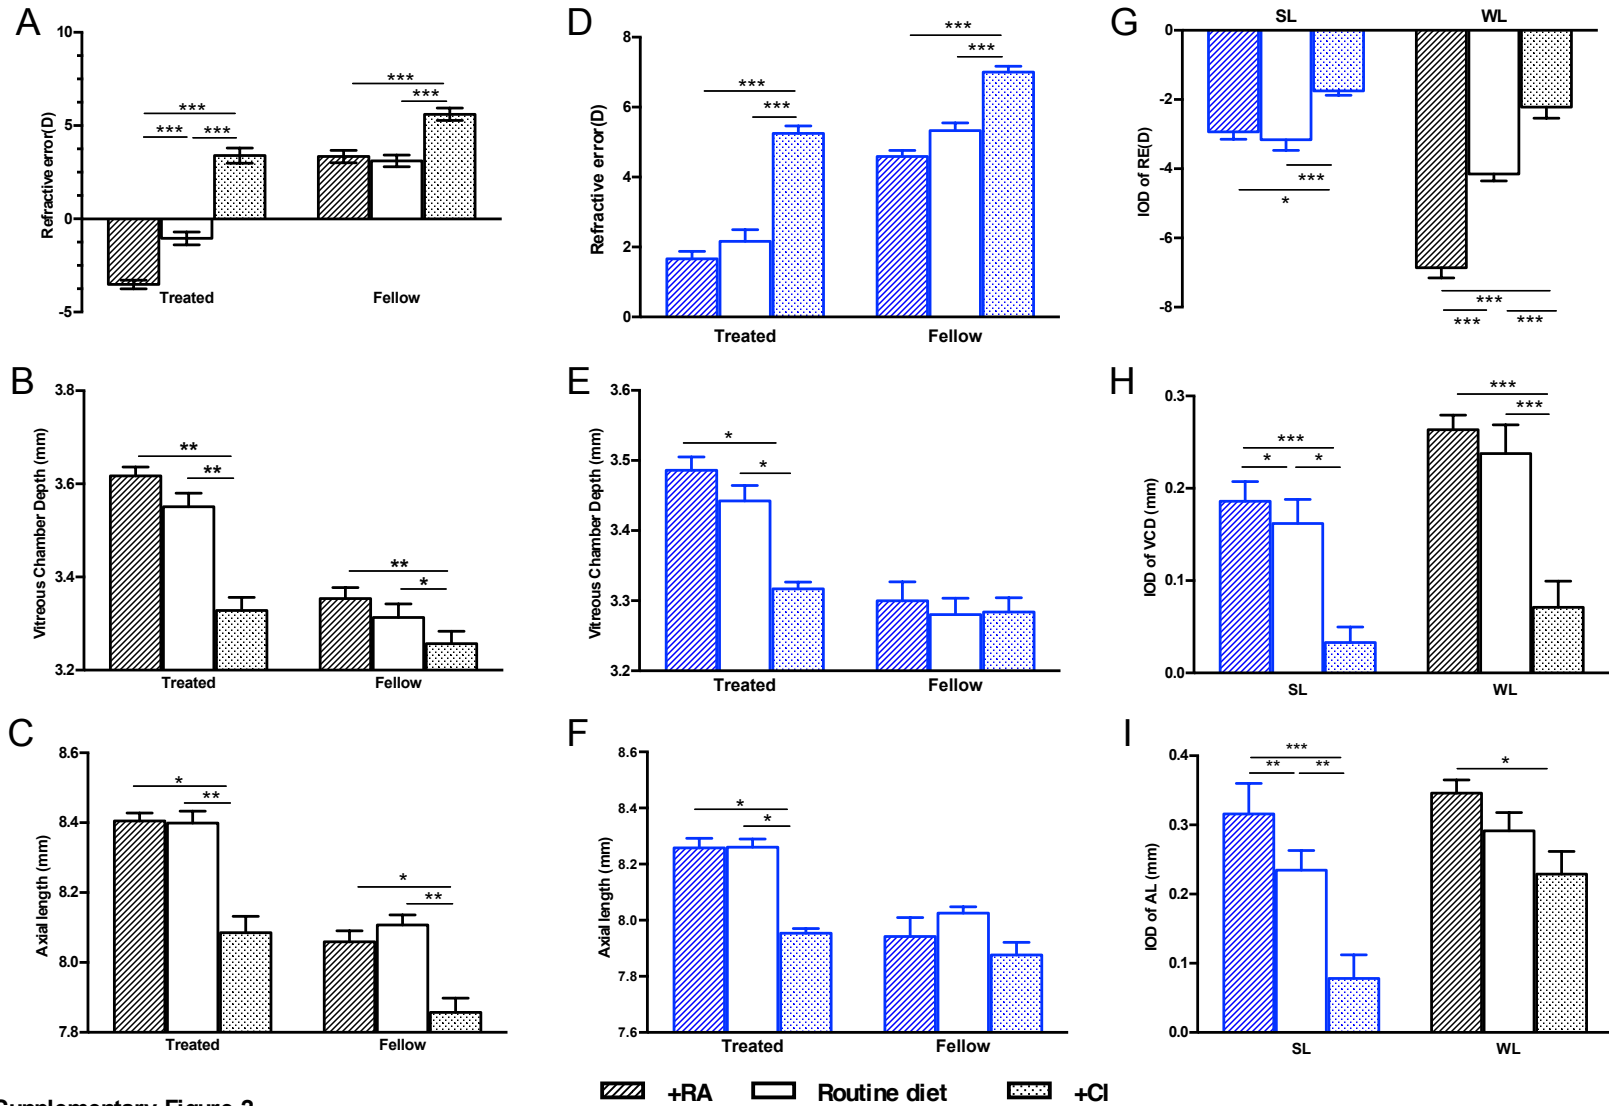 A
Refractive error(D)
10
5
0
-5
***
***
***
***
***
Treated
Fellow
D
Refractive error(D)
8
6
4
2
0
***
***
***
***
Treated
Fellow
G
IOD of RE(D)
SL
WL
0
-2
-4
-6
-8
***
*
***
***
***
B
Vitreous Chamber Depth (mm)
3.8
3.6
3.4
3.2
**
**
**
*
Treated
Fellow
E
Vitreous Chamber Depth (mm)
3.6
3.5
3.4
3.3
3.2
*
*
Treated
Fellow
H
IOD of VCD (mm)
0.3
0.2
0.1
0.0
***
*
*
***
***
SL
WL
C
Axial length (mm)
8.6
8.4
8.2
8.0
7.8
*
**
*
**
Treated
Fellow
F
Axial length (mm)
8.6
8.4
8.2
8.0
7.8
7.6
*
*
Treated
Fellow
I
IOD of AL (mm)
0.4
0.3
0.2
0.1
0.0
***
**
**
*
SL
WL
+RA
Routine diet
+CI